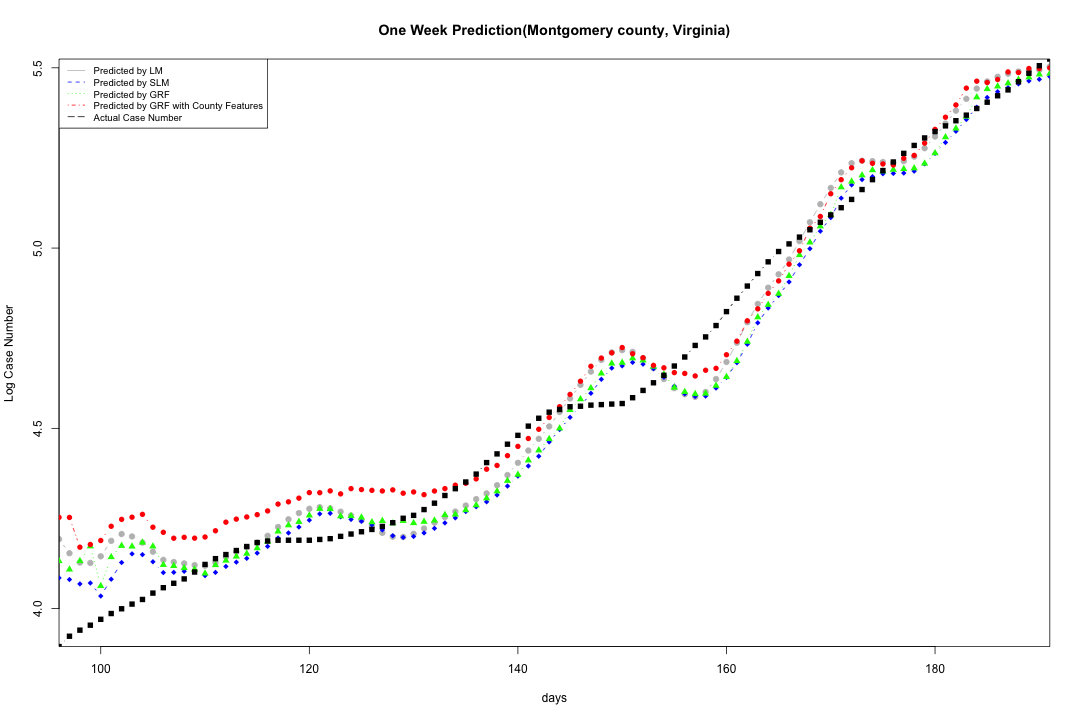 One Week Prediction(Montgomery county, Virginia)
5.5
Predicted by LM
Predicted by SLM
Predicted by GRF
Predicted by GRF with County Features
Actual Case Number
5.0
Log Case Number
4.5
4.0
100 120 140 160 180
days